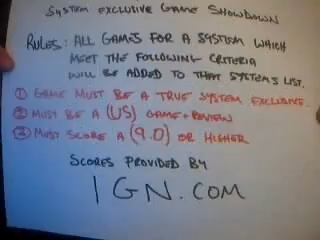 SYSTEM EXCLUSIVE GAME SHOWDOWN
RULES: ALL GAMES FOR A SYSTEM WHICH
MEET THE FOLLOWING CRITERIA
WILL BE ADDED TO THAT SYSTEM'S LIST.
① GAME MUST BE A TRUE SYSTEM EXCLUSIVE.
② MUST BE A (US) GAME + REVIEW
③ MUST SCORE A (9.0) OR HIGHER
SCORES PROVIDED BY
IGN.COM